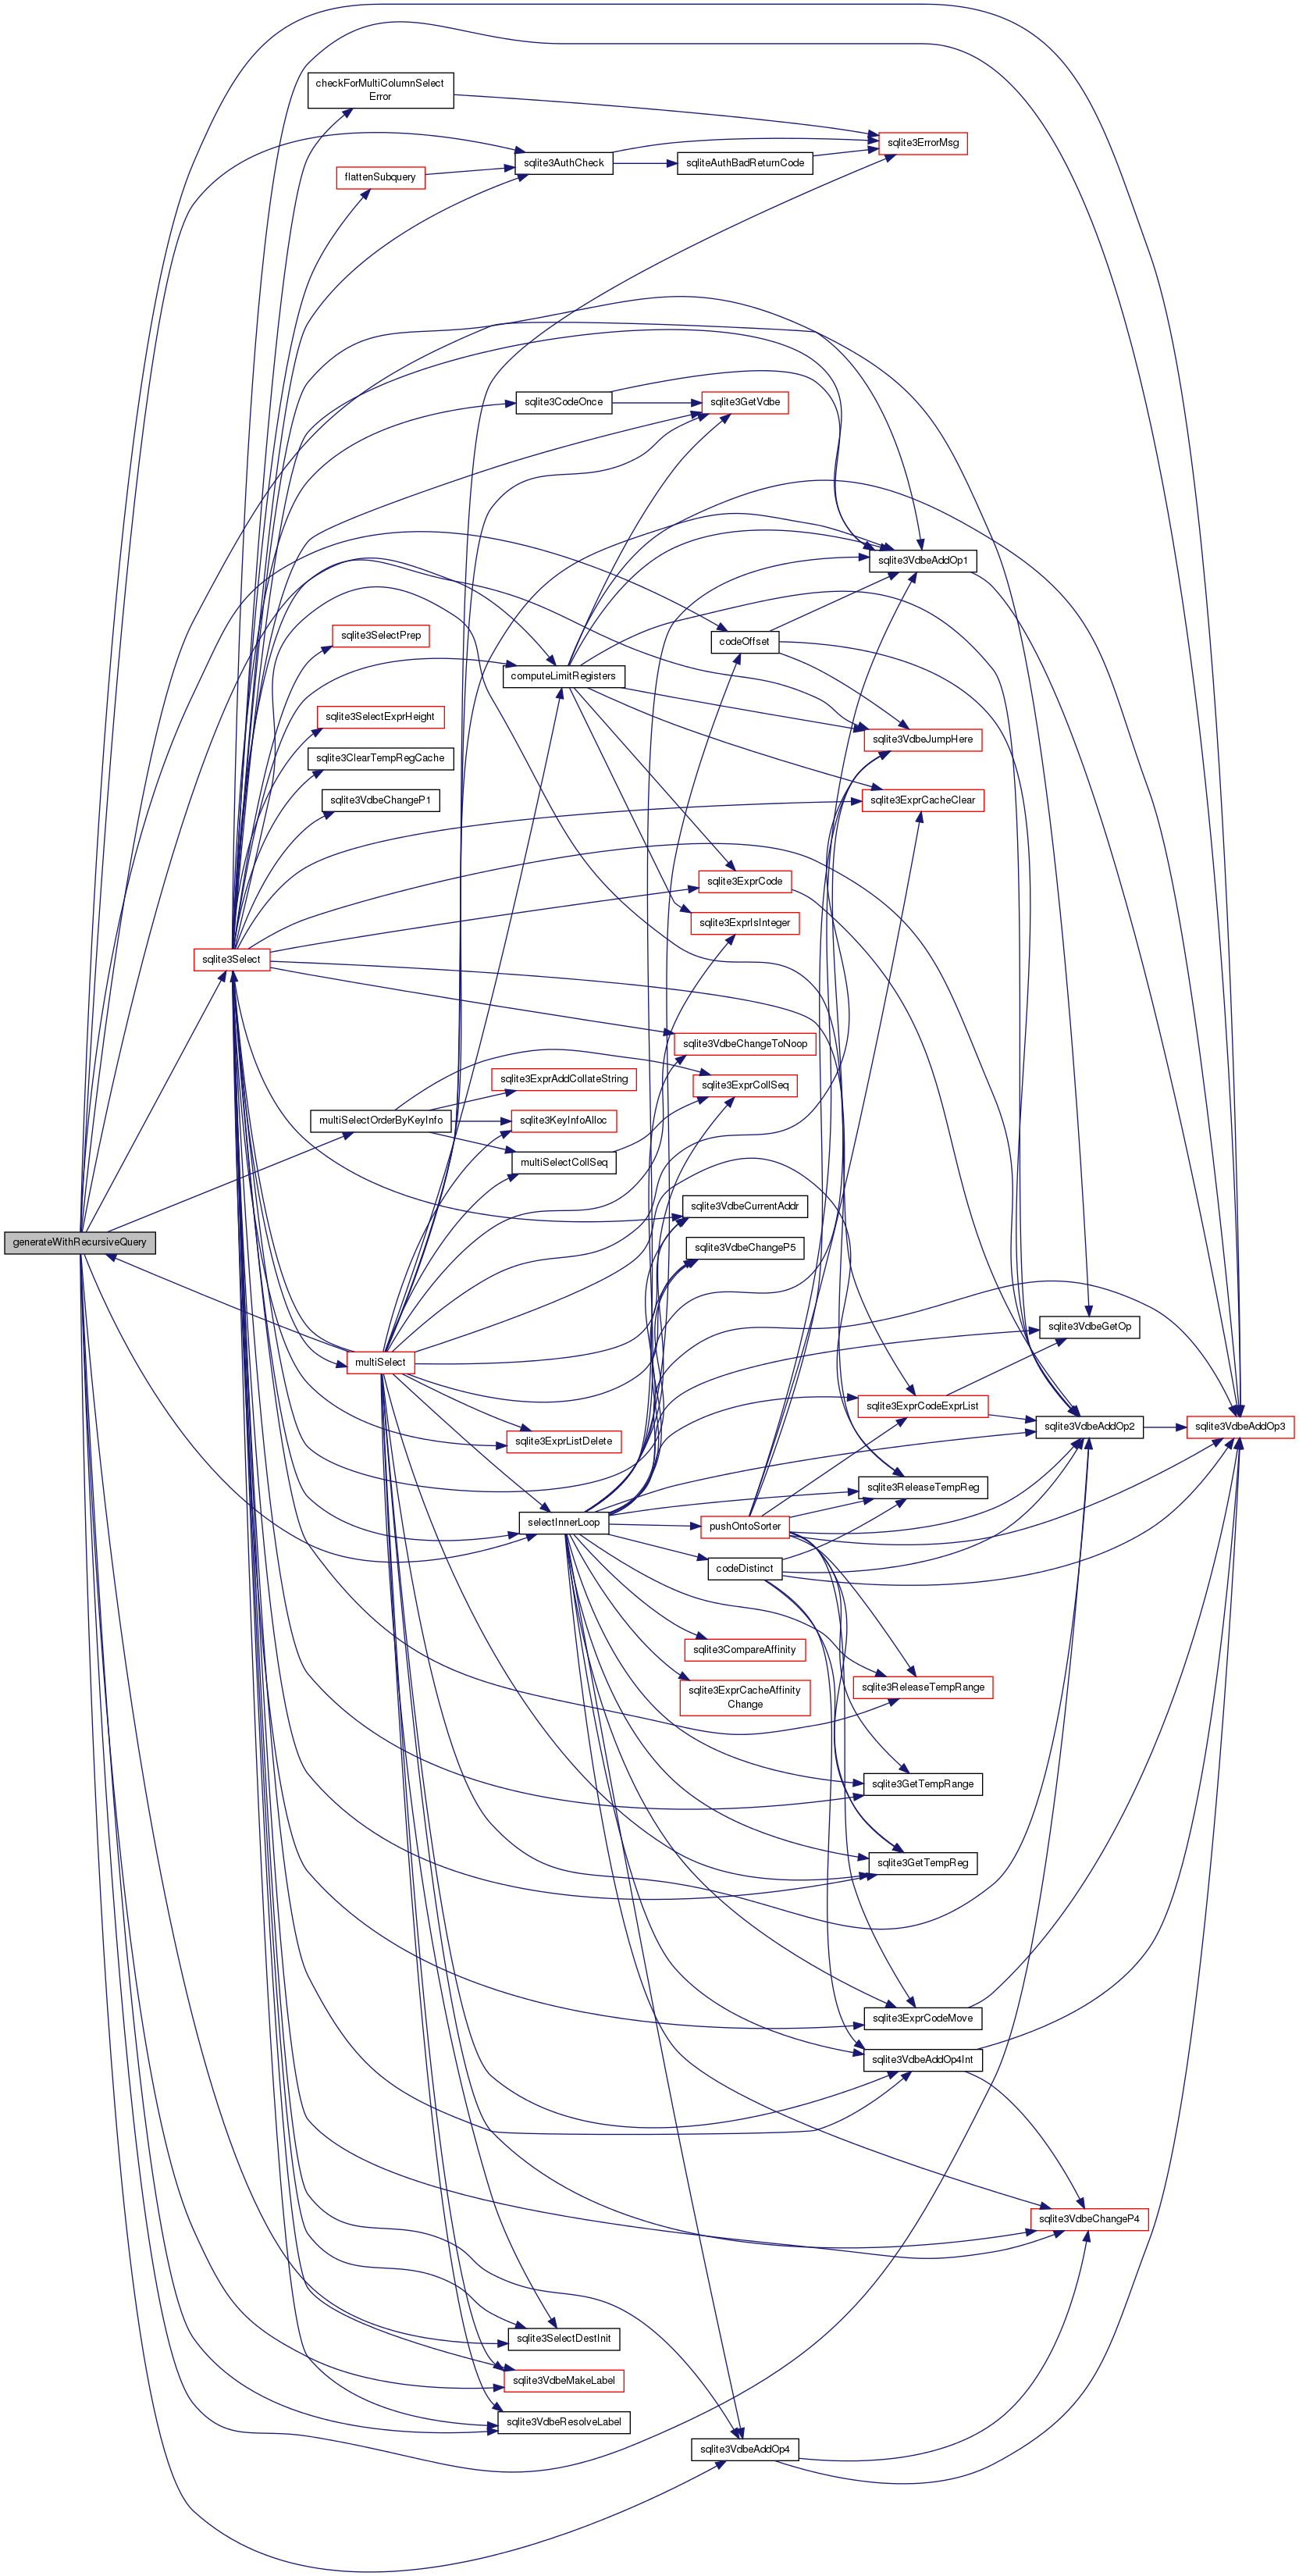 checkForMultiColumnSelect
Error
sqlite3ErrorMsg
sqlite3AuthCheck
sqliteAuthBadReturnCode
flattenSubquery
sqlite3CodeOnce
sqlite3GetVdbe
sqlite3VdbeAddOp1
codeOffset
sqlite3SelectPrep
computeLimitRegisters
sqlite3SelectExprHeight
sqlite3VdbeJumpHere
sqlite3ClearTempRegCache
sqlite3VdbeChangeP1
sqlite3ExprCacheClear
sqlite3ExprCode
sqlite3ExprIsInteger
sqlite3Select
sqlite3VdbeChangeToNoop
sqlite3ExprAddCollateString
sqlite3ExprCollSeq
multiSelectOrderByKeyInfo
sqlite3KeyInfoAlloc
multiSelectCollSeq
sqlite3VdbeCurrentAddr
generateWithRecursiveQuery
sqlite3VdbeChangeP5
sqlite3VdbeGetOp
multiSelect
sqlite3ExprCodeExprList
sqlite3VdbeAddOp2
sqlite3VdbeAddOp3
sqlite3ExprListDelete
sqlite3ReleaseTempReg
selectInnerLoop
pushOntoSorter
codeDistinct
sqlite3CompareAffinity
sqlite3ReleaseTempRange
sqlite3ExprCacheAffinity
Change
sqlite3GetTempRange
sqlite3GetTempReg
sqlite3ExprCodeMove
sqlite3VdbeAddOp4Int
sqlite3VdbeChangeP4
sqlite3SelectDestInit
sqlite3VdbeMakeLabel
sqlite3VdbeResolveLabel
sqlite3VdbeAddOp4